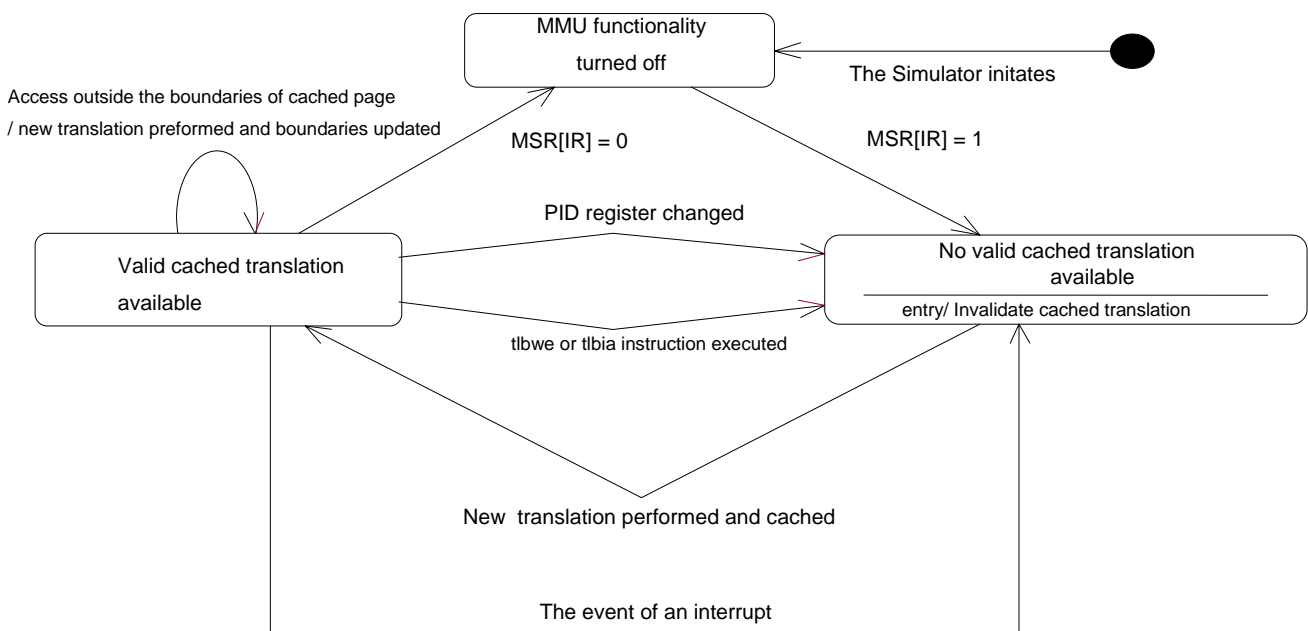 MMU functionality
turned off
The Simulator initates
Access outside the boundaries of cached page
/ new translation preformed and boundaries updated
MSR[IR] = 0
MSR[IR] = 1
PID register changed
Valid cached translation
available
No valid cached translation
available
entry/ Invalidate cached translation
tlbwe or tlbia instruction executed
New translation performed and cached
The event of an interrupt